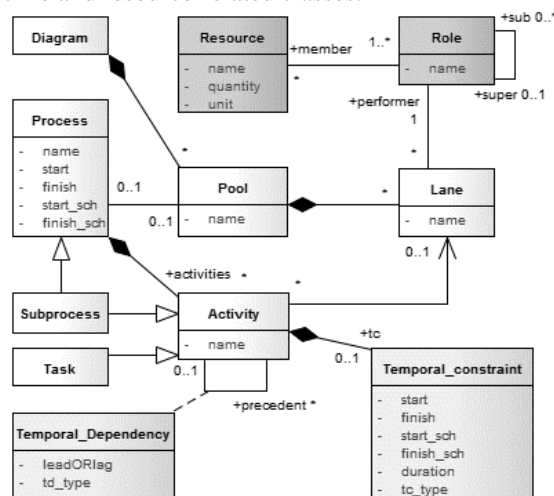 Diagram
Resource
- name
- quantity
- unit
+member
1..*
*
Role
- name
+sub 0..1
+super 0..1
+performer
1
*
Process
- name
- start
- finish
- start_sch
- finish_sch
*
0..1
0..1
Pool
- name
*
Lane
- name
0..1
+activities *
*
Subprocess
Activity
- name
+tc
0..1
Task
0..1
+precedent *
Temporal_constraint
- start
- finish
- start_sch
- finish_sch
- duration
- tc_type
Temporal_Dependency
- leadORlag
- td_type